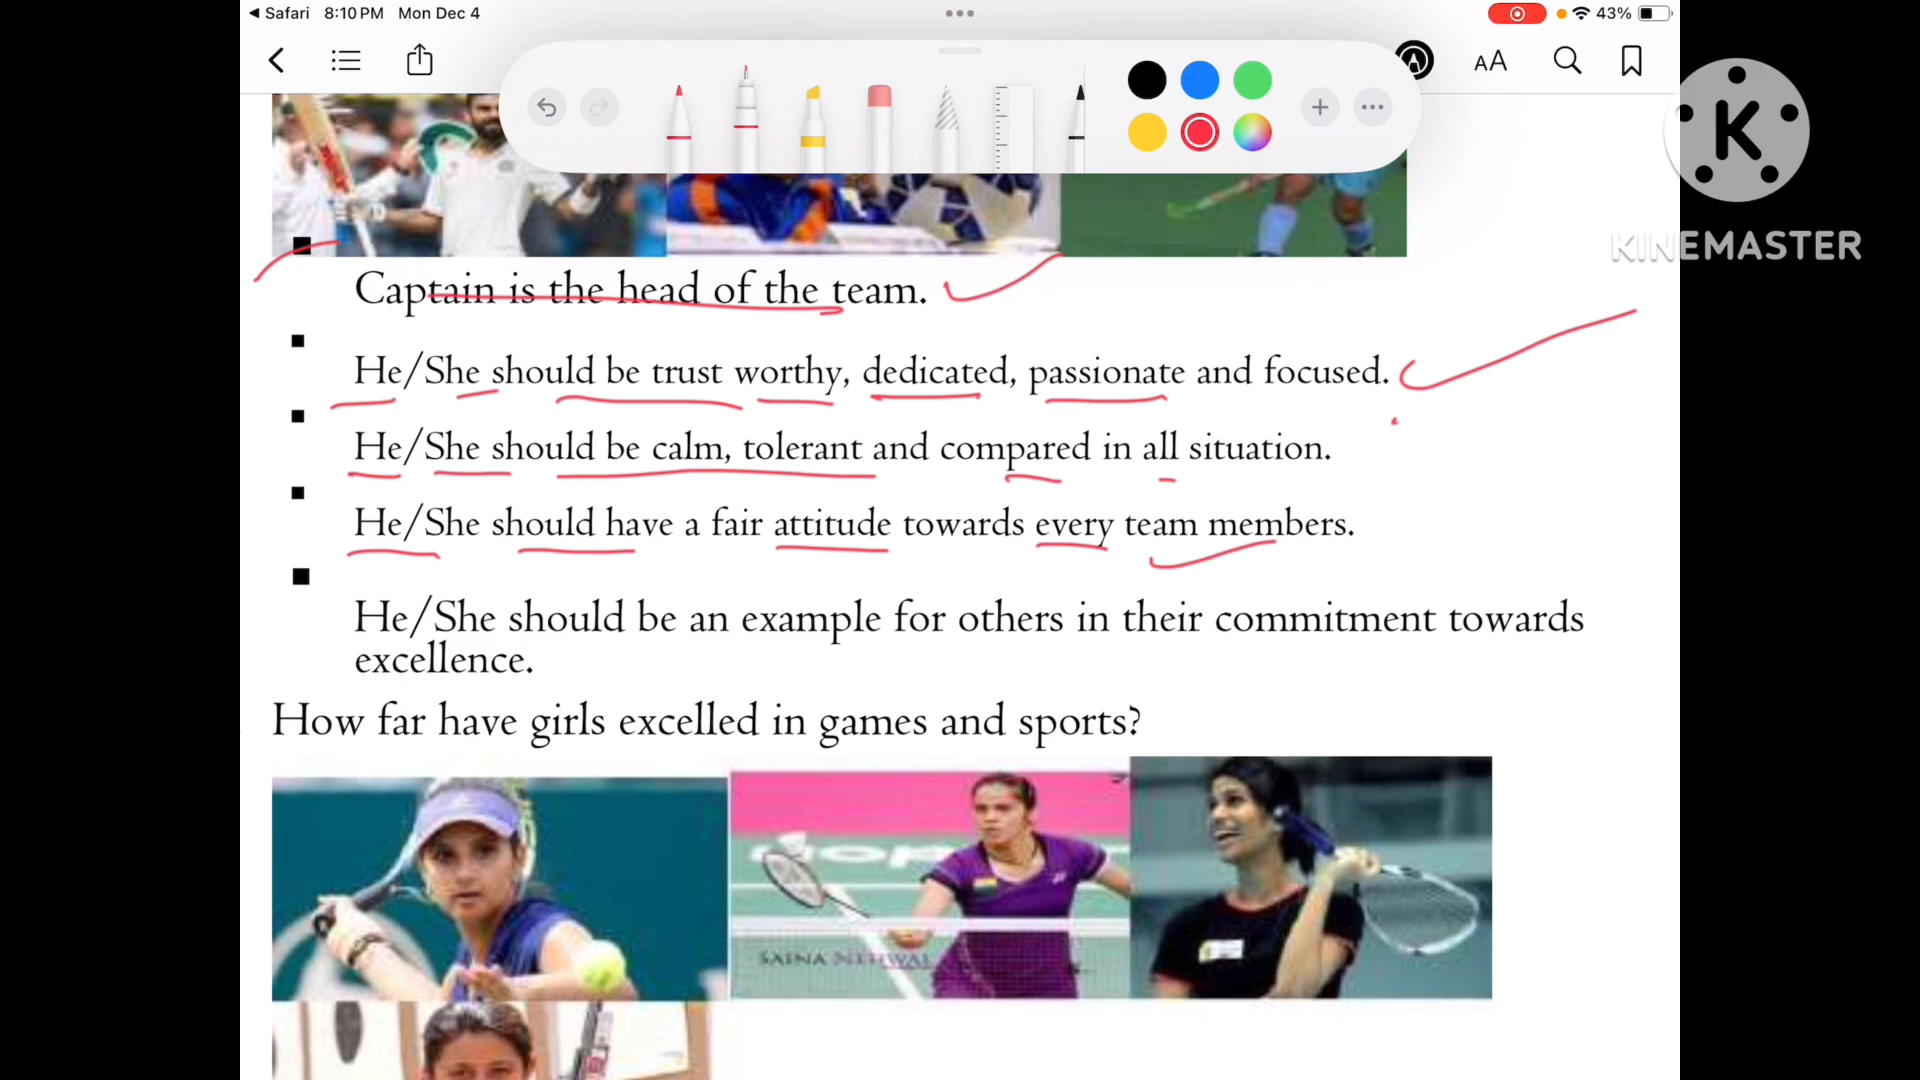 Safari 8:10 PM Mon Dec 4
43%
AA
K
KINEMASTER
Captain is the head of the team.
He/She should be trust worthy, dedicated, passionate and focused.
He/She should be calm, tolerant and compared in all situation.
He/She should have a fair attitude towards every team members.
He/She should be an example for others in their commitment towards
excellence.
How far have girls excelled in games and sports?
SAINA NEHWAL